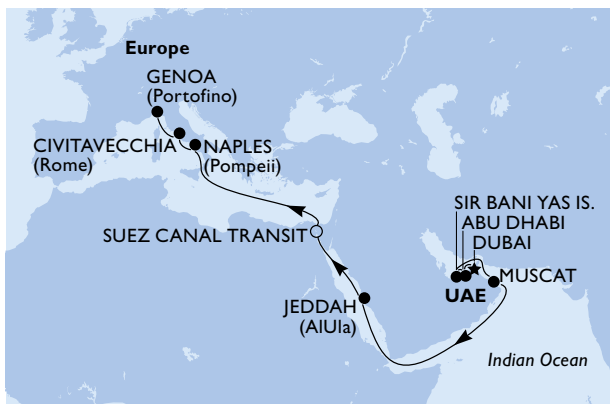 Europe
GENOA
(Portofino)
CIVITAVECCHIA
(Rome)
NAPLES
(Pompeii)
SUEZ CANAL TRANSIT
SIR BANI YAS IS.
ABU DHABI
DUBAI
MUSCAT
UAE
JEDDAH
(AlUla)
Indian Ocean